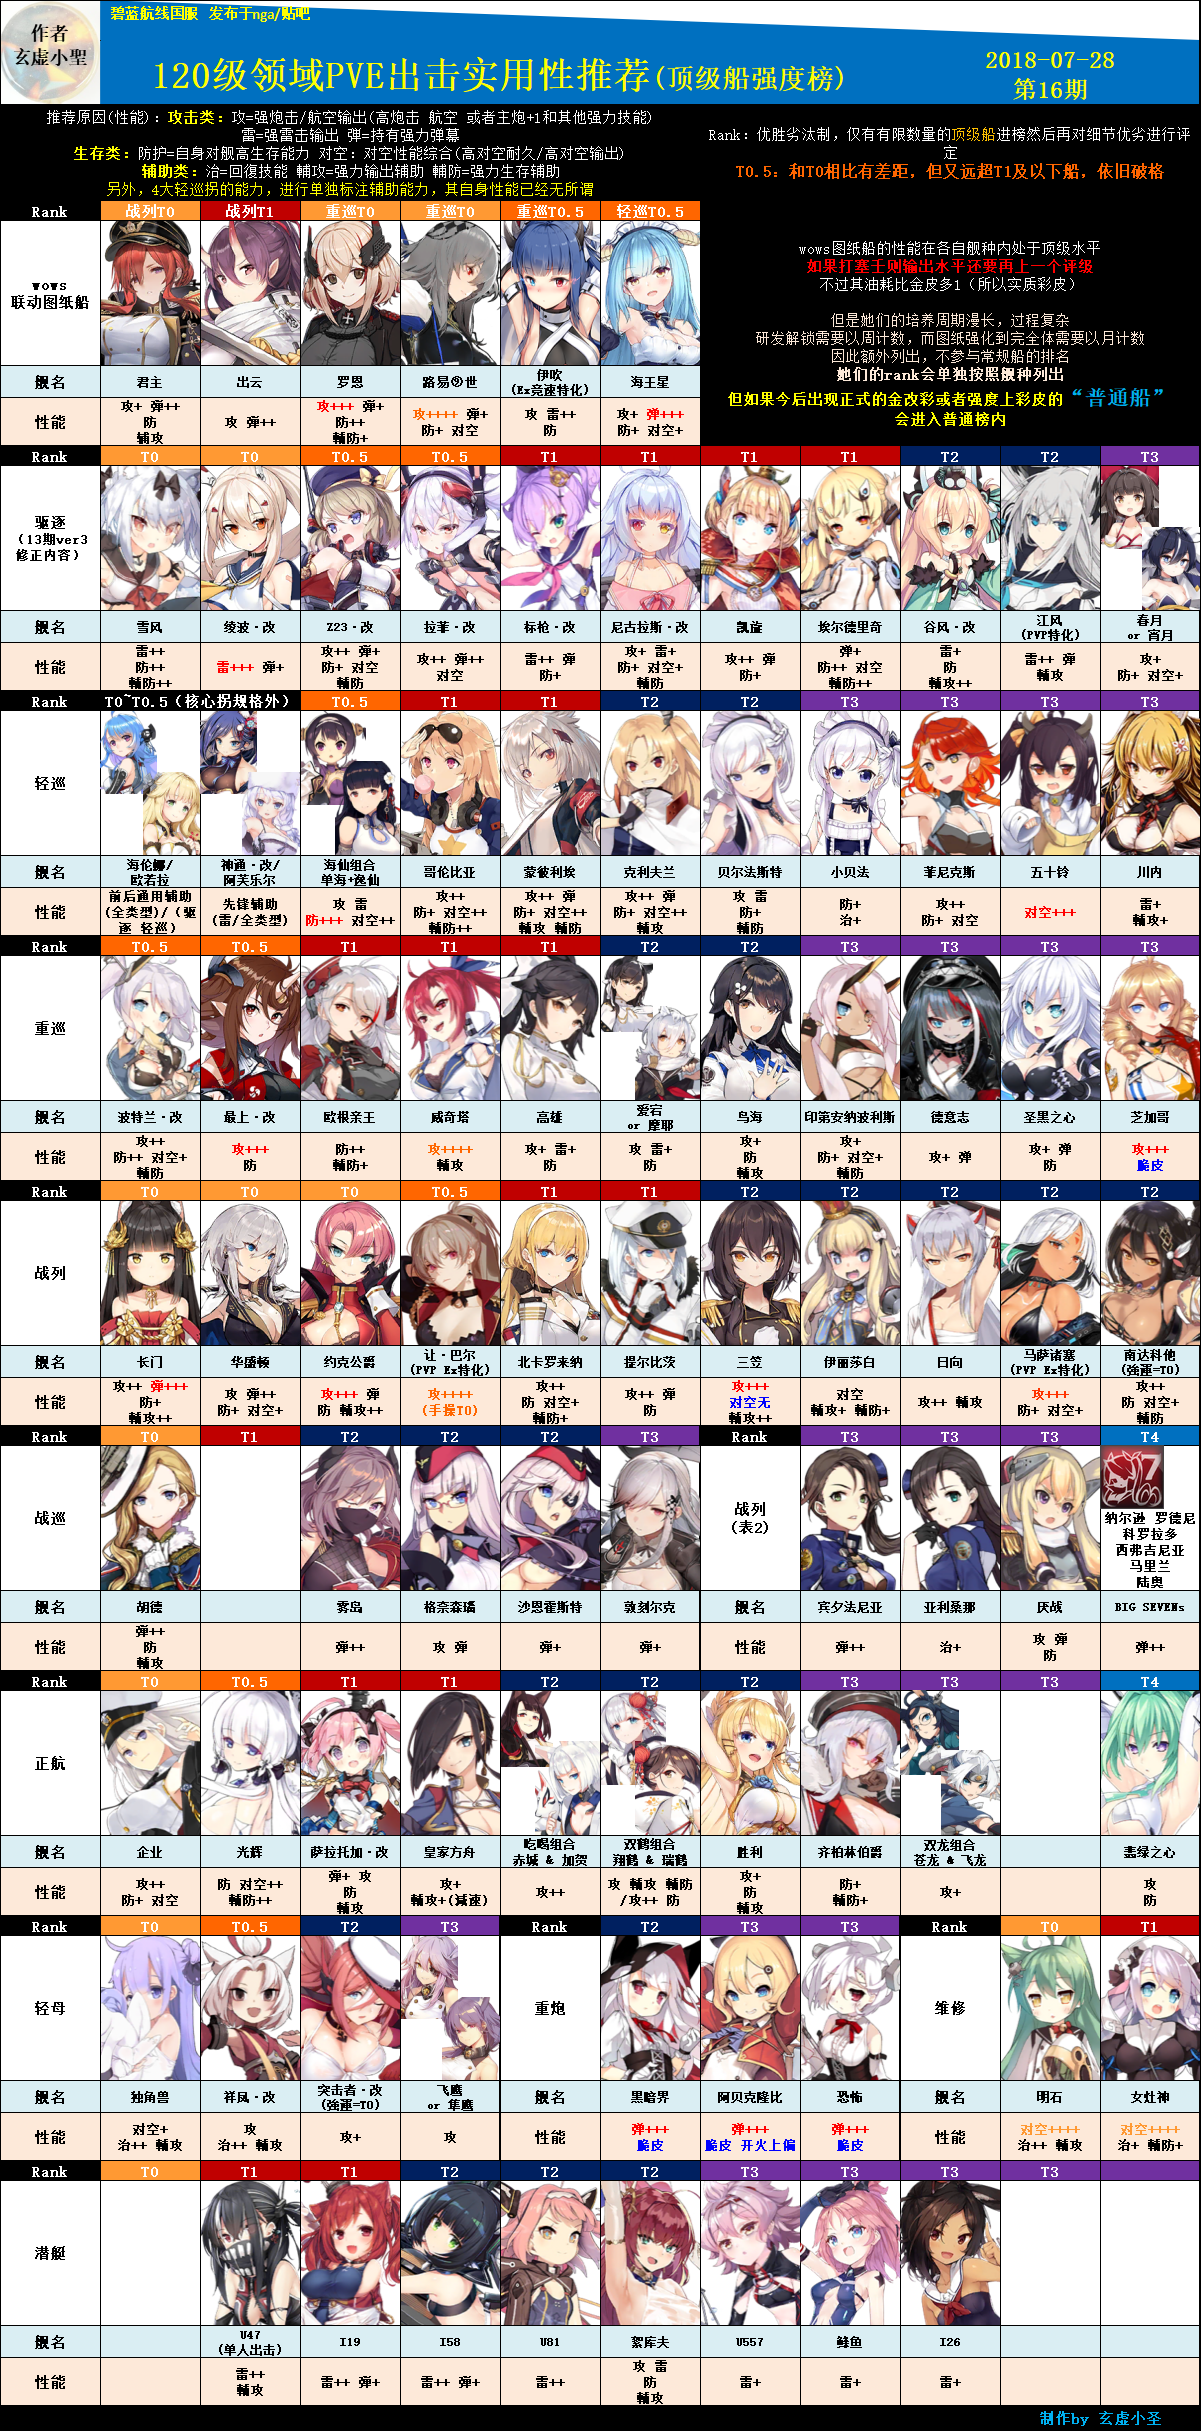 作者
玄虚小聖
碧蓝航线国服 发布于nga/贴吧
120级领域PVE出击实用性推荐(顶级船强度榜)
2018-07-28
第16期
推荐原因(性能)：攻击类：攻=强炮击/航空输出(高炮击 航空 或者主炮+1和其他强力技能)
雷=强雷击输出 弹=持有强力弹幕
生存类：防护=自身对舰高生存能力 对空：对空性能综合(高对空耐久/高对空输出)
辅助类：治=回復技能 輔攻=强力输出辅助 輔防=强力生存辅助
另外，4大轻巡拐的能力，进行单独标注辅助能力，其自身性能已经无所谓
Rank：优胜劣汰制，仅有有限数量的顶级船进榜然后再对细节优劣进行评
定
T0.5：和T0相比有差距，但又远超T1及以下船，依旧破格
Rank 战列T0 战列T1 重巡T0 重巡T0 重巡T0.5 轻巡T0.5
wows
联动图纸船
wows图纸船的性能在各自舰种内处于顶级水平
如果打塞壬则输出水平还要再上一个评级
不过其油耗比金皮多1（所以实质彩皮）
但是她们的培养周期漫长，过程复杂
研发解锁需要以周计数，而图纸强化到完全体需要以月计数
因此额外列出，不参与常规船的排名
她们的rank会单独按照舰种列出
但如果今后出现正式的金改彩或者强度上彩皮的“普通船”
会进入普通榜内
舰名 君主 出云 罗恩 路易⑨世 伊吹
(Ex竞速特化) 海王星
性能 攻+ 弹++
防
辅攻 攻 弹++ 攻+++ 弹+
防++
輔防+ 攻++++ 弹+
防+ 对空 攻 雷++
防 攻+ 弹+++
防+ 对空+
Rank T0 T0 T0.5 T0.5 T1 T1 T1 T1 T2 T2 T3
驱逐
（13期ver3
修正内容）
舰名 雪风 绫波·改 Z23·改 拉菲·改 标枪·改 尼古拉斯·改 凯旋 埃尔德里奇 谷风·改 江风
(PVP特化) 春月
or 宵月
性能 雷++
防++
輔防++ 雷+++ 弹+ 攻++ 弹+
防+ 对空
輔防 攻++ 弹++
对空 雷++ 弹
防+ 攻+ 雷+
防+ 对空+
輔防 攻++ 弹
防+ 弹+
防++ 对空
輔防++ 雷+
防
輔攻++ 雷++ 弹
輔攻 攻+
防+ 对空+
Rank T0~T0.5（核心拐规格外） T0.5 T1 T1 T2 T2 T3 T3 T3 T3
轻巡
舰名 海伦娜/
欧若拉 神通·改/
阿芙乐尔 海仙组合
单海+逸仙 哥伦比亚 蒙彼利埃 克利夫兰 贝尔法斯特 小贝法 菲尼克斯 五十铃 川内
性能 前后通用辅助
(全类型)/（驱
逐 轻巡） 先锋辅助
(雷/全类型) 攻 雷
防+++ 对空++ 攻++
防+ 对空++
輔防++ 攻++ 弹
防+ 对空++
輔攻 輔防 攻++ 弹
防+ 对空++
輔攻 攻 雷
防+
輔防 防+
治+ 攻++
防+ 对空 对空+++ 雷+
輔攻+
Rank T0.5 T0.5 T1 T1 T1 T2 T2 T3 T3 T3 T3
重巡
舰名 波特兰·改 最上·改 欧根亲王 威奇塔 高雄 爱宕
or 摩耶 鸟海 印第安纳波利斯 德意志 圣黑之心 芝加哥
性能 攻++
防++ 对空+
輔防 攻+++
防 防++
輔防+ 攻++++
輔攻 攻+ 雷+
防 攻 雷+
防 攻+
防
輔攻 攻+
防+ 对空+
輔防 攻+ 弹 攻+ 弹
防 攻+++
脆皮
Rank T0 T0 T0 T0.5 T1 T1 T2 T2 T2 T2 T2
战列
舰名 长门 华盛顿 约克公爵 让·巴尔
(PVP Ex特化) 北卡罗来纳 提尔比茨 三笠 伊丽莎白 日向 马萨诸塞
(PVP Ex特化) 南达科他
(強重=T0)
性能 攻++ 弹+++
防+
輔攻++ 攻 弹++
防+ 对空+ 攻+++ 弹
防 輔攻++ 攻++++
(手操T0) 攻++
防 对空+
輔防+ 攻++ 弹
防 攻+++
对空无
輔攻++ 对空
輔攻+ 輔防+ 攻++ 輔攻 攻+++
防+ 对空+ 攻++
防 对空+
輔防
Rank T0 T1 T2 T2 T2 T3 Rank T3 T3 T3 T4
战巡
战列
(表2)
纳尔逊 罗德尼
科罗拉多
西弗吉尼亚
马里兰
陆奥
舰名 胡德 雾岛 格奈森瑙 沙恩霍斯特 敦刻尔克 舰名 宾夕法尼亚 亚利桑那 厌战 BIG SEVENs
性能 弹++
防
輔攻 弹++ 攻 弹 弹+ 弹+ 性能 弹++ 治+ 攻 弹
防 弹++
Rank T0 T0.5 T1 T1 T2 T2 T2 T3 T3 T3 T4
正航
舰名 企业 光辉 萨拉托加·改 皇家方舟 吃喝组合
赤城 & 加贺 双鹤组合
翔鹤 & 瑞鹤 胜利 齐柏林伯爵 双龙组合
苍龙 & 飞龙 翡绿之心
性能 攻++
防+ 对空 防 对空++
輔防++ 弹+ 攻
防
輔攻 攻+
輔攻+(减速) 攻++ 攻 輔攻 輔防
/攻++ 防 攻+
防
輔攻 防+
輔防+ 攻+ 攻
防
Rank T0 T0.5 T2 T3 Rank T2 T3 T3 Rank T0 T1
轻母
重炮
维修
舰名 独角兽 祥凤·改 突击者·改
(強重=T0) 飞鹰
or 隼鹰 舰名 黑暗界 阿贝克隆比 恐怖 舰名 明石 女灶神
性能 对空+
治++ 輔攻 攻
治++ 輔攻 攻+ 攻 性能 弹+++
脆皮 弹+++
脆皮 开火上偏 弹+++
脆皮 性能 对空++++
治++ 輔攻 对空++++
治+ 輔防+
Rank T0 T1 T1 T2 T2 T2 T3 T3 T3 T3
潜艇
舰名 U47
(单人出击) I19 I58 U81 絮库夫 U557 鲦鱼 I26
性能 雷++
輔攻 雷++ 弹+ 雷++ 弹+ 雷++ 攻 雷
防
輔攻 雷+ 雷+ 雷+
制作by 玄虚小圣